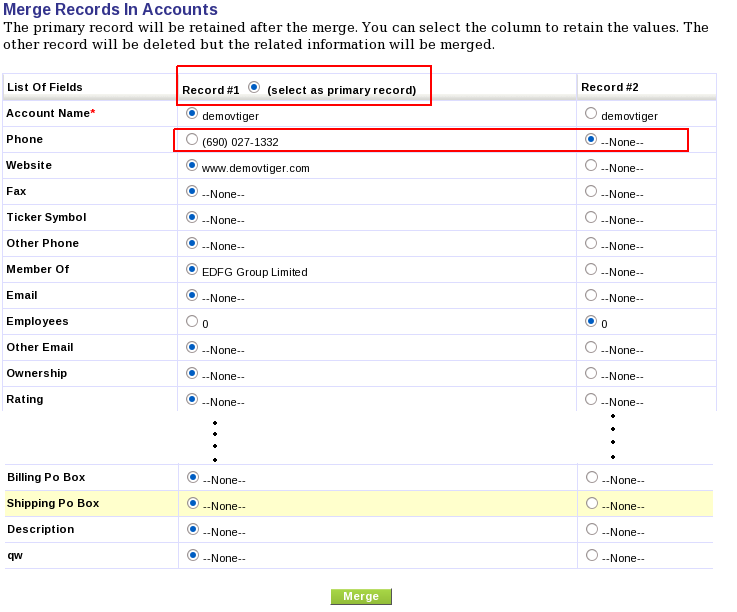 Merge Records In Accounts
The primary record will be retained after the merge. You can select the column to retain the values. The
other record will be deleted but the related information will be merged.
List Of Fields Record #1 (select as primary record) Record #2
Account Name* demovtiger demovtiger
Phone (690) 027-1332 --None--
Website www.demovtiger.com --None--
Fax --None-- --None--
Ticker Symbol --None-- --None--
Other Phone --None-- --None--
Member Of EDFG Group Limited --None--
Email --None-- --None--
Employees 0 0
Other Email --None-- --None--
Ownership --None-- --None--
Rating --None-- --None--
Billing Po Box --None-- --None--
Shipping Po Box --None-- --None--
Description --None-- --None--
qw --None-- --None--
Merge